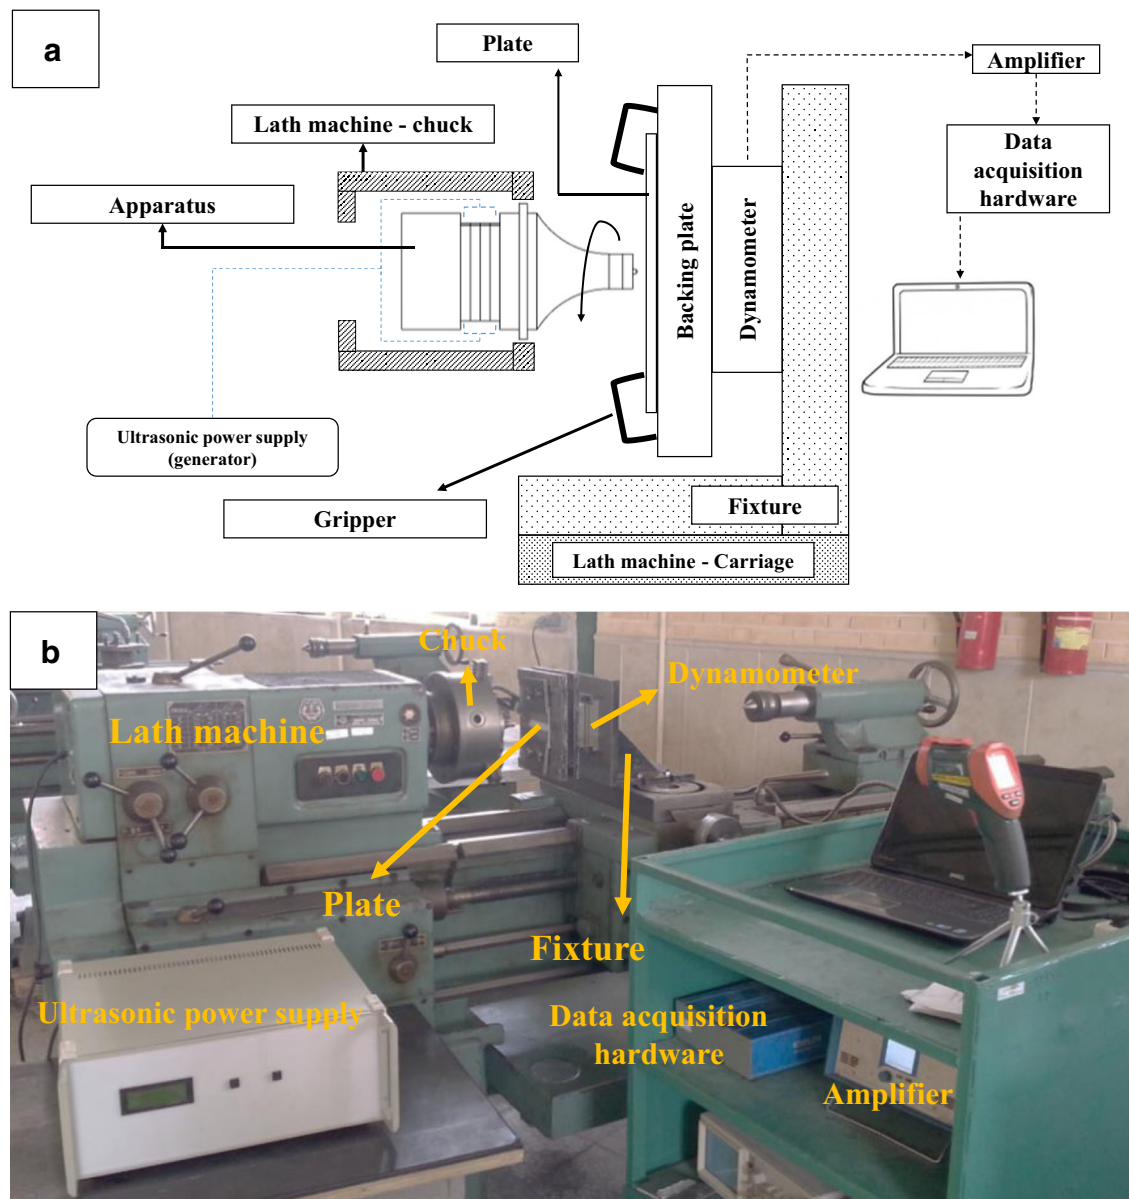 a
Plate
Amplifier
Lath machine - chuck
Data
acquisition
hardware
Apparatus
Backing plate
Dynamometer
Ultrasonic power supply
(generator)
Gripper
Fixture
Lath machine - Carriage
b
Chuck
Dynamometer
Lath machine
Plate
Fixture
Ultrasonic power supply
Data acquisition
hardware
Amplifier